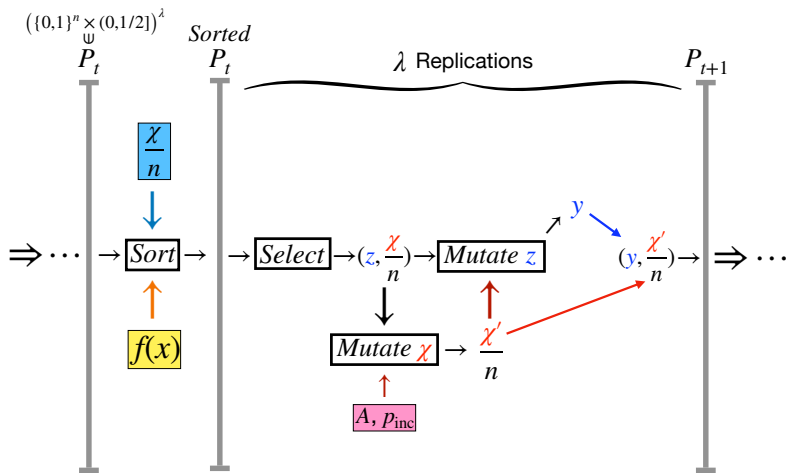 ({0,1}ⁿ × (0,1/2])^λ
⋓
P_t
Sorted
P_t
λ Replications
P_{t+1}
χ/n
⇒ ⋯ → Sort → → Select → (z, χ/n) → Mutate z
y
(y, χ′/n) → ⇒ ⋯
f(x)
Mutate χ → χ′/n
A, p_inc